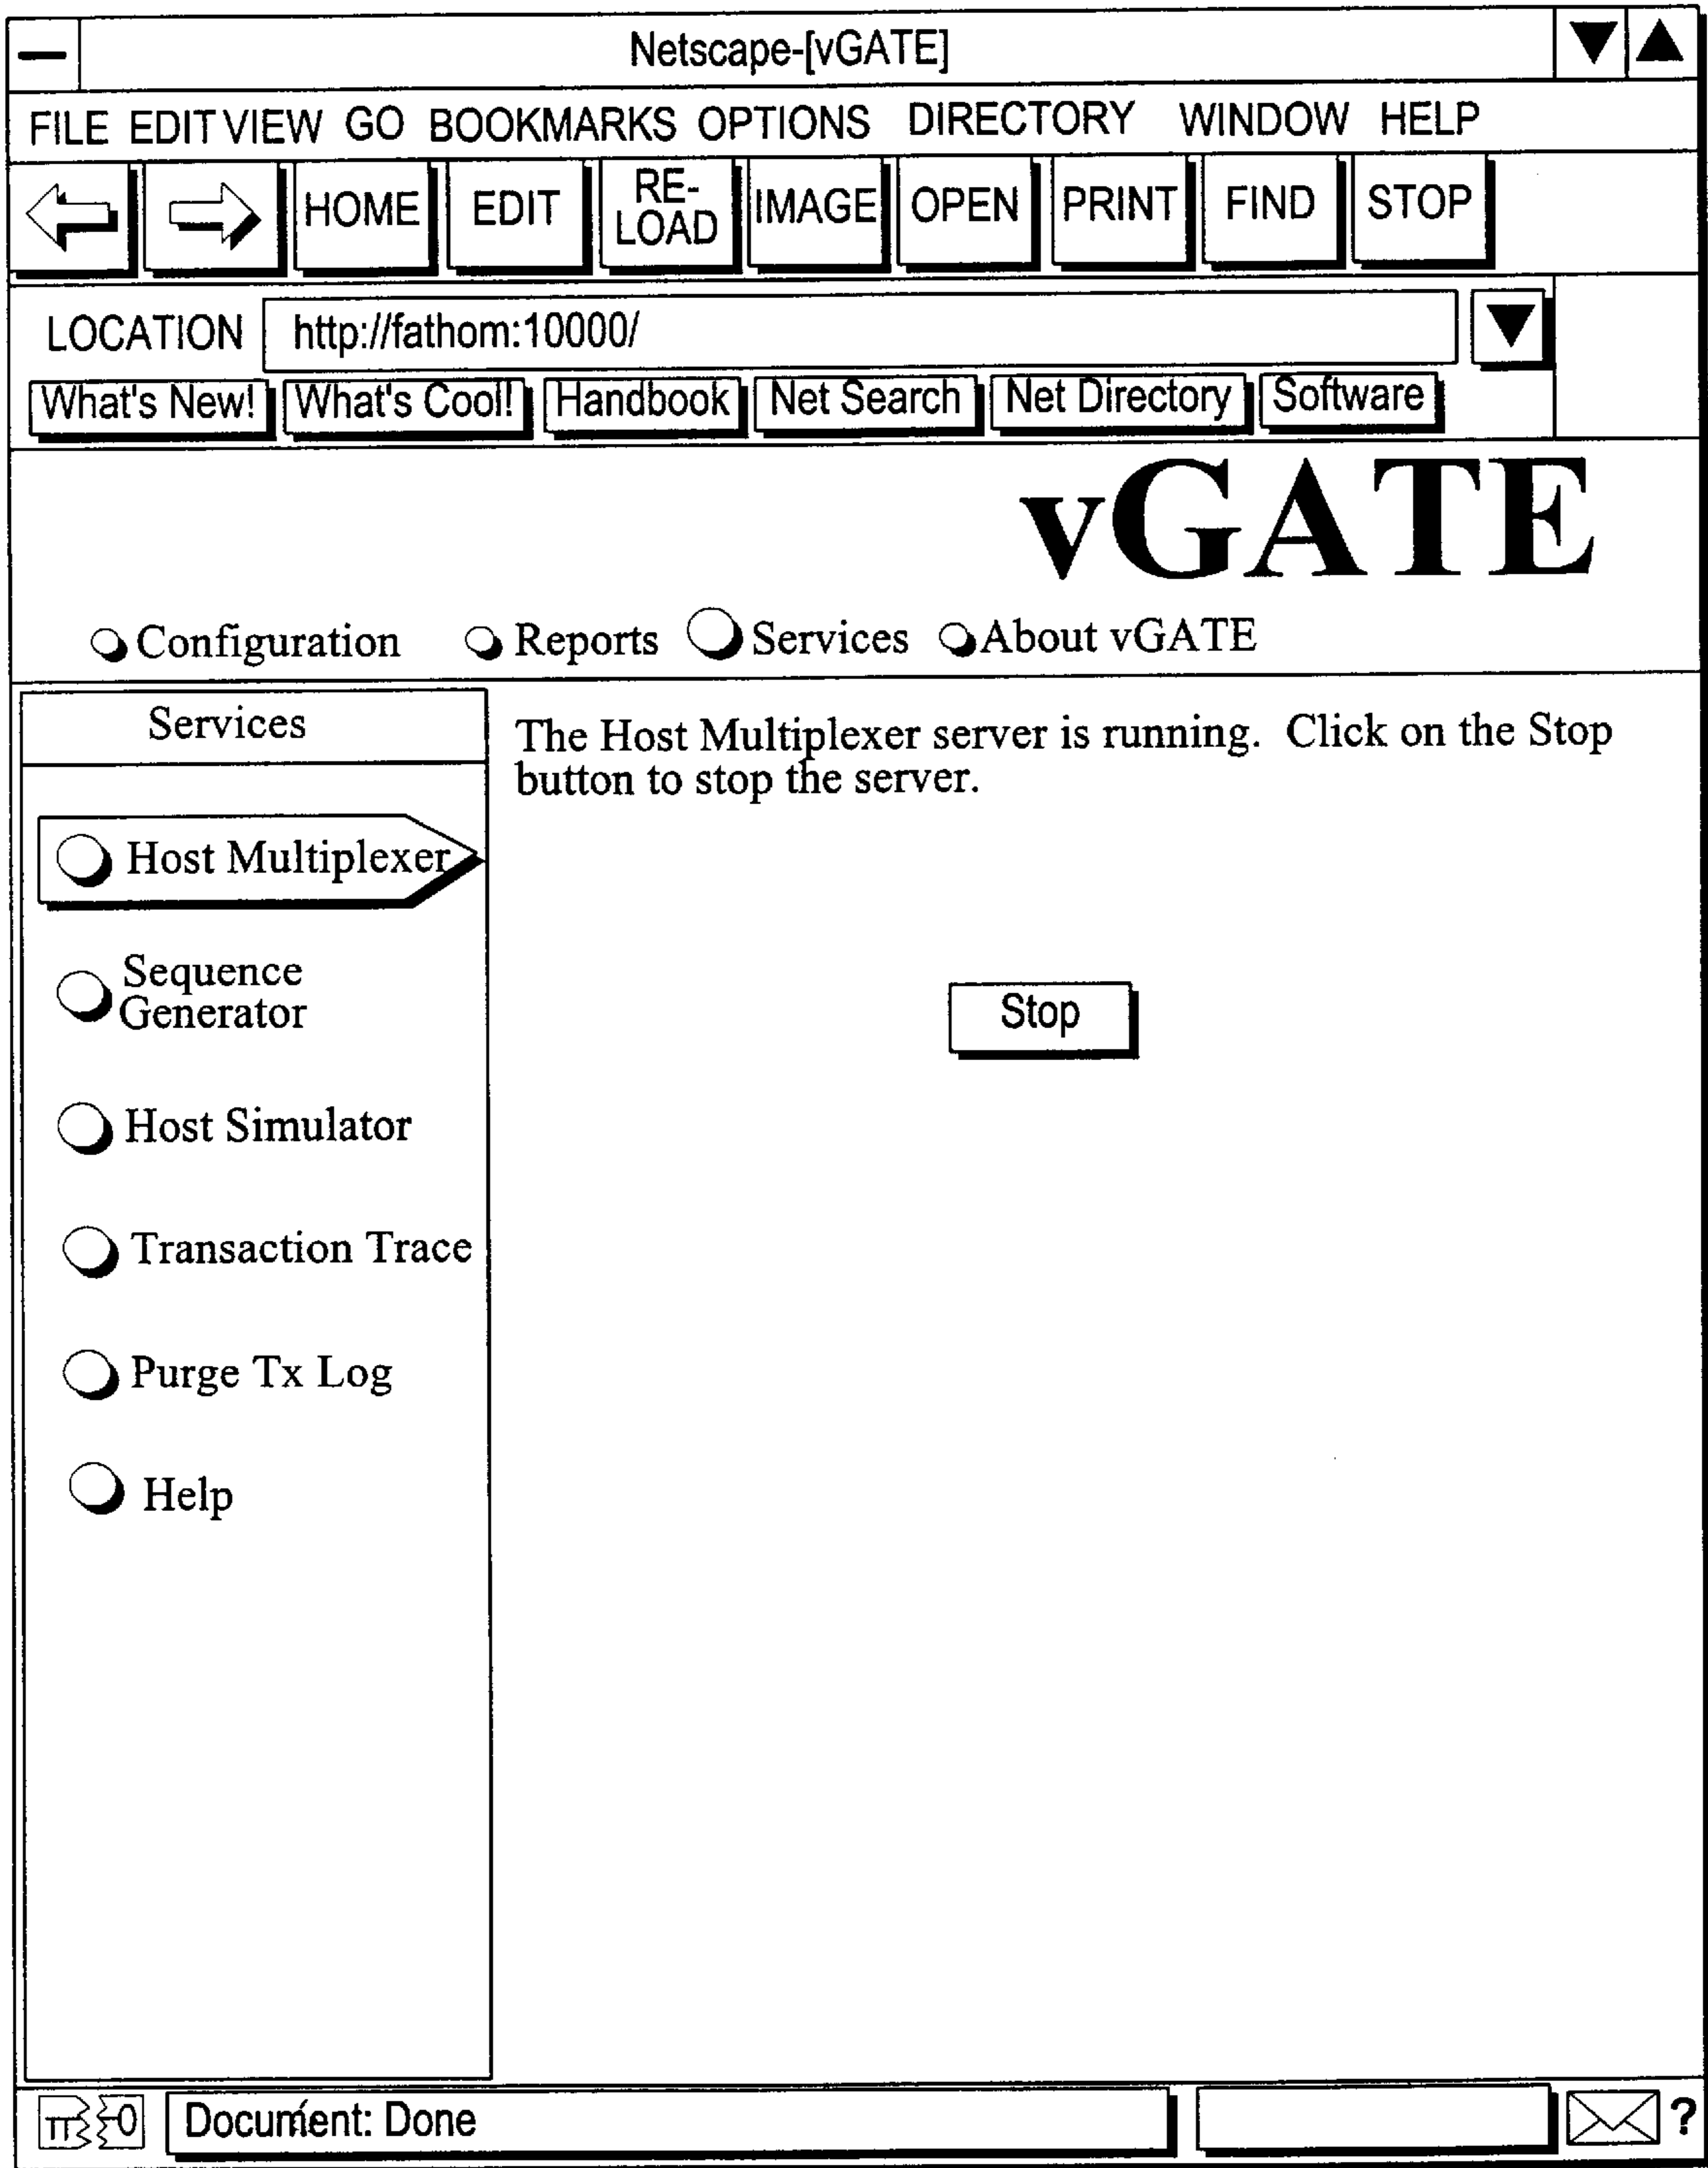 Netscape-[vGATE]
FILE EDIT VIEW GO BOOKMARKS OPTIONS DIRECTORY WINDOW HELP
HOME EDIT RE-LOAD IMAGE OPEN PRINT FIND STOP
LOCATION http://fathom:10000/
What's New! What's Cool! Handbook Net Search Net Directory Software
vGATE
Configuration Reports Services About vGATE
Services
The Host Multiplexer server is running. Click on the Stop
button to stop the server.
Host Multiplexer
Sequence
Generator
Stop
Host Simulator
Transaction Trace
Purge Tx Log
Help
Document: Done
?